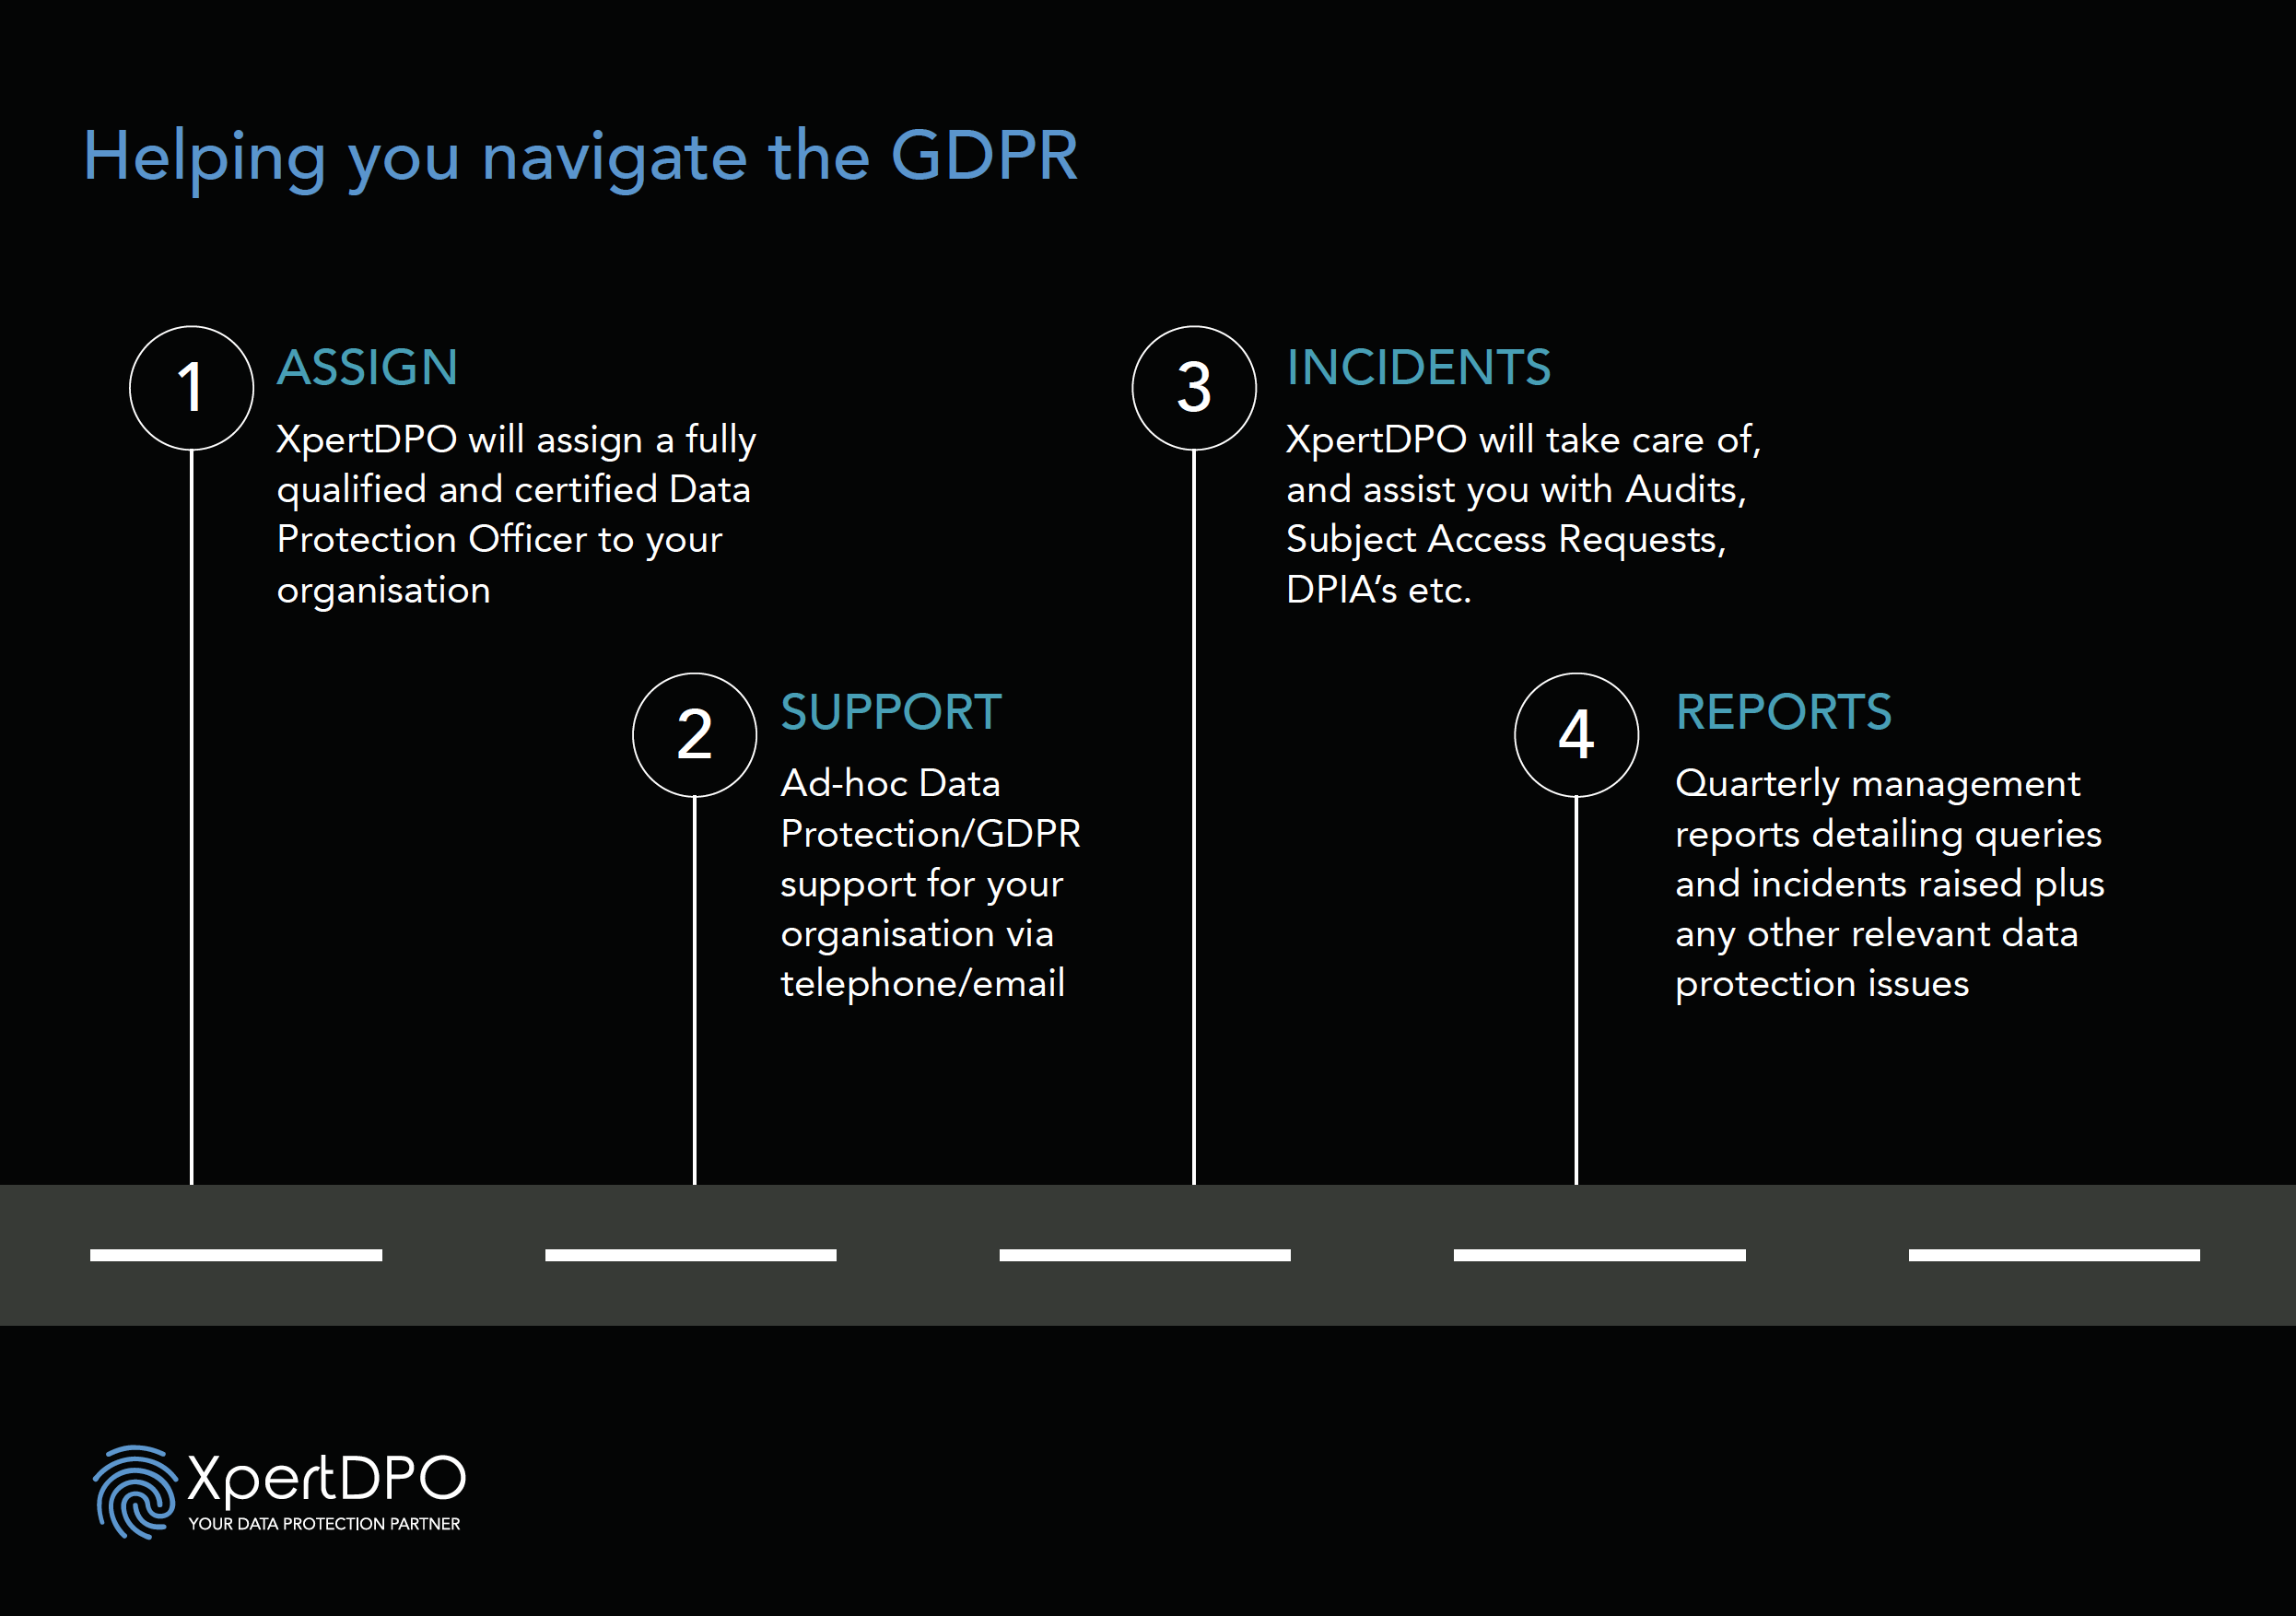 Helping you navigate the GDPR
1
ASSIGN
XpertDPO will assign a fully
qualified and certified Data
Protection Officer to your
organisation
2
SUPPORT
Ad-hoc Data
Protection/GDPR
support for your
organisation via
telephone/email
3
INCIDENTS
XpertDPO will take care of,
and assist you with Audits,
Subject Access Requests,
DPIA’s etc.
4
REPORTS
Quarterly management
reports detailing queries
and incidents raised plus
any other relevant data
protection issues
XpertDPO
YOUR DATA PROTECTION PARTNER